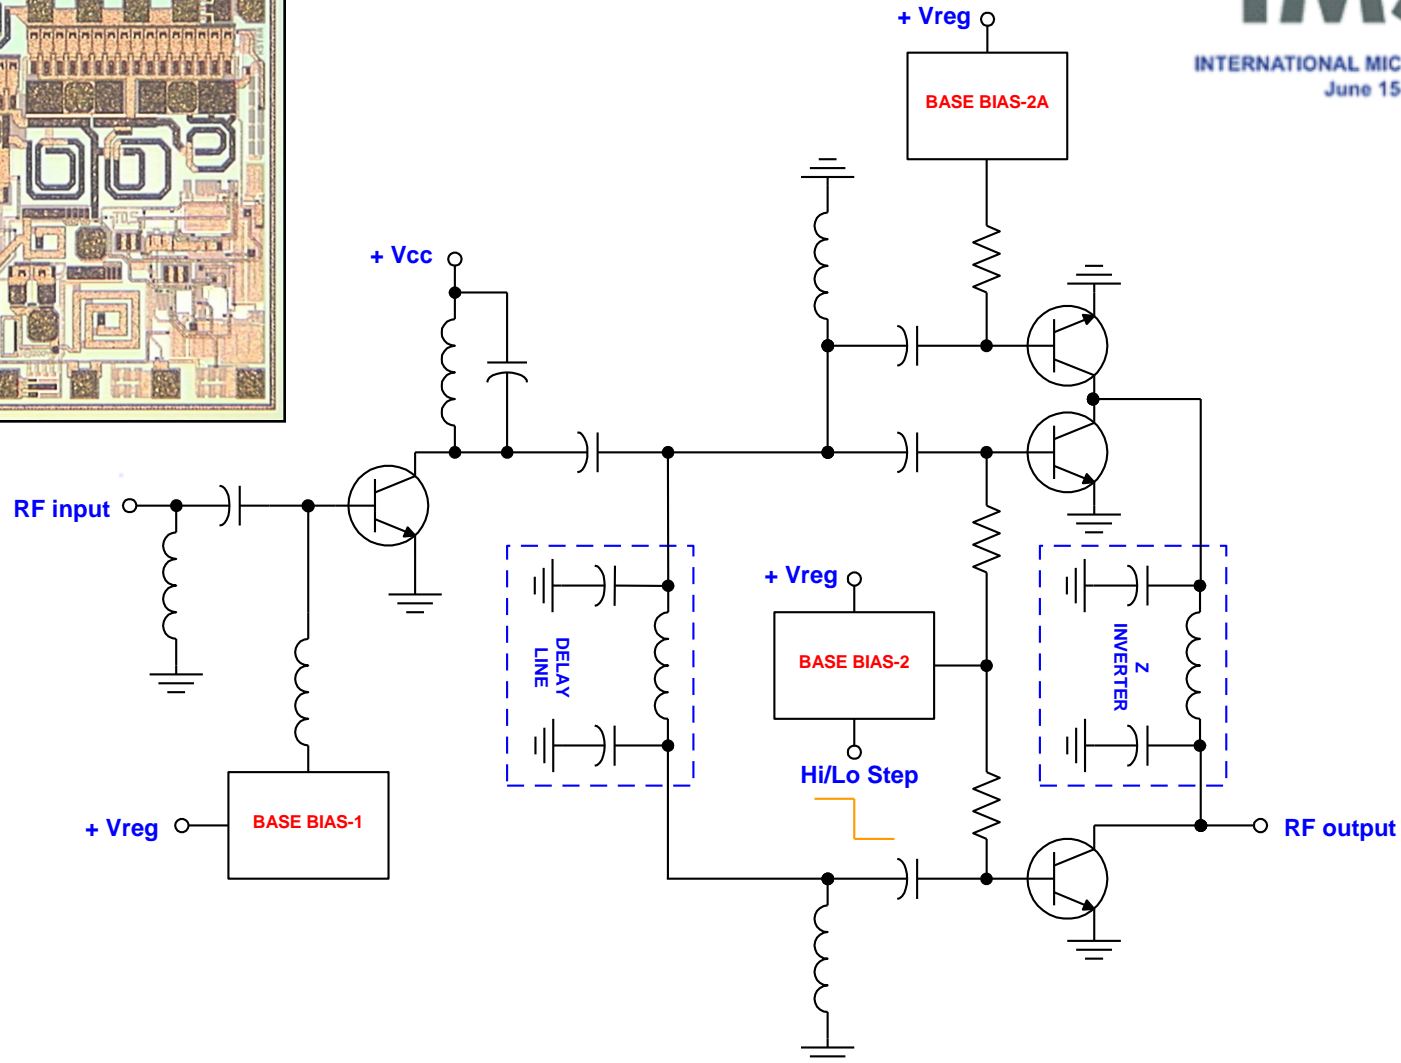 + Vreg
INTERNATIONAL MIC
June 15
BASE BIAS-2A
+ Vcc
RF input
+ Vreg
DELAY
LINE
BASE BIAS-2
Z
INVERTER
Hi/Lo Step
+ Vreg
BASE BIAS-1
RF output